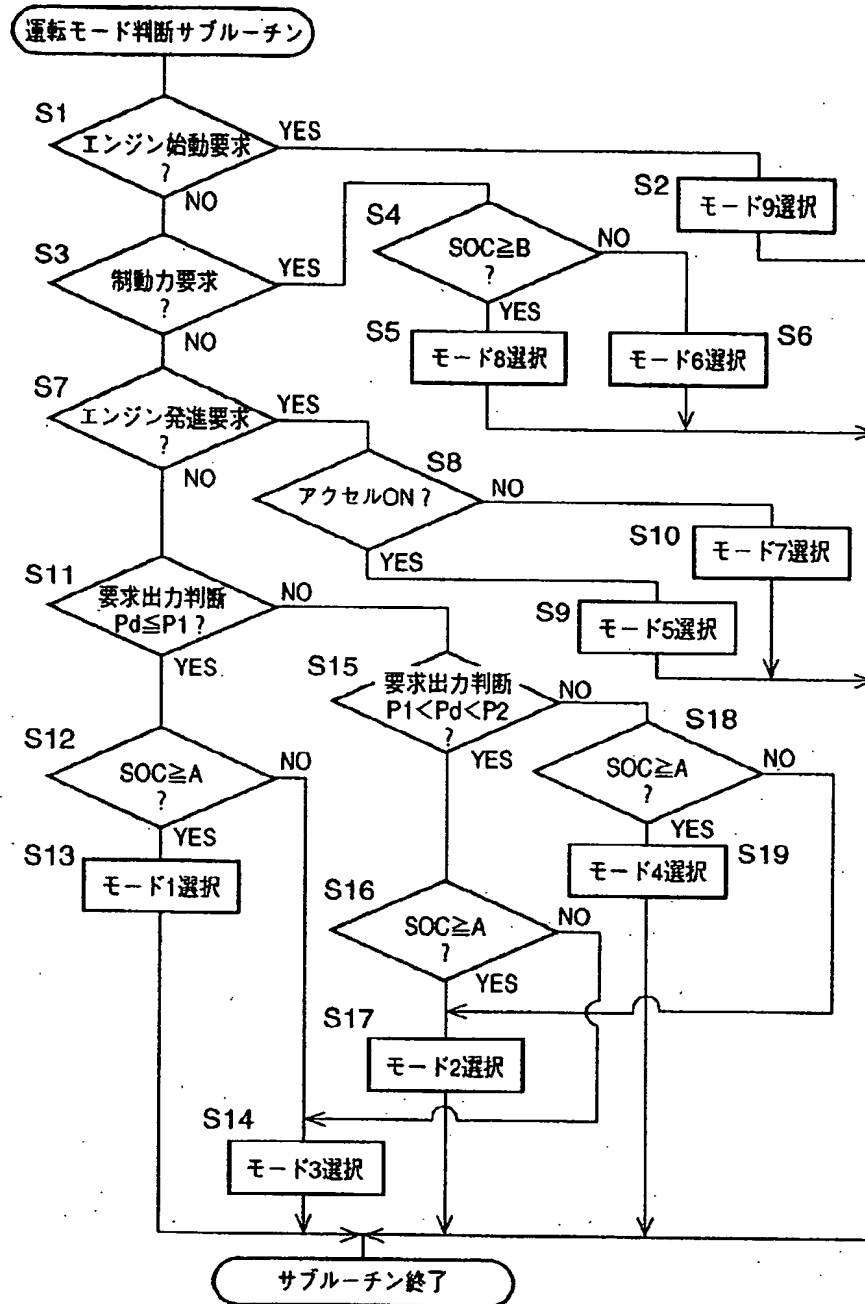 運転モード判断サブルーチン
S1
エンジン始動要求
?
YES
NO
S2
モード9選択
S3
制動力要求
?
YES
NO
S4
SOC≧B
?
NO
YES
S5
モード8選択
S6
モード6選択
S7
エンジン発進要求
?
YES
NO
S8
アクセルON?
NO
YES
S10
モード7選択
S9
モード5選択
S11
要求出力判断
Pd≦P1?
NO
YES
S15
要求出力判断
P1<Pd<P2
?
NO
YES
S12
SOC≧A
?
NO
YES
S18
SOC≧A
?
NO
YES
S13
モード1選択
S19
モード4選択
S16
SOC≧A
?
NO
YES
S17
モード2選択
S14
モード3選択
サブルーチン終了